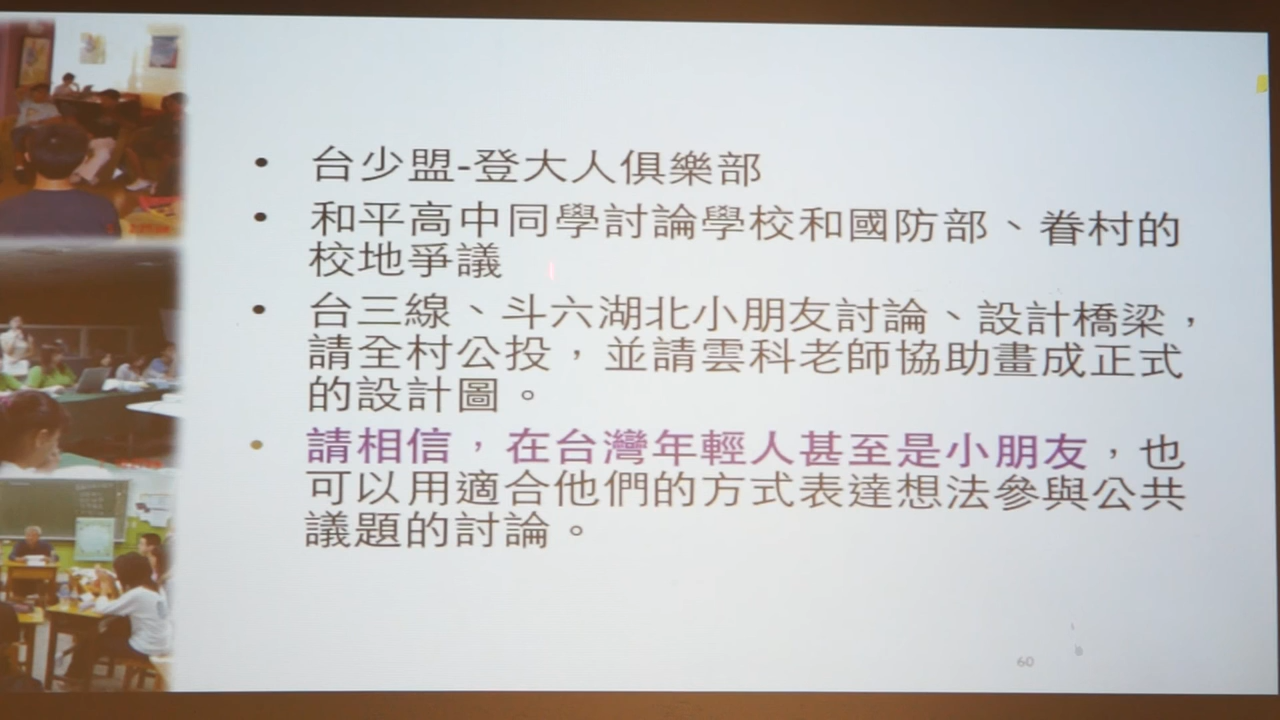 • 台少盟-登大人俱樂部
• 和平高中同學討論學校和國防部、眷村的
校地爭議
• 台三線、斗六湖北小朋友討論、設計橋梁，
請全村公投，並請雲科老師協助畫成正式
的設計圖。
• 請相信，在台灣年輕人甚至是小朋友，也
可以用適合他們的方式表達想法參與公共
議題的討論。
60